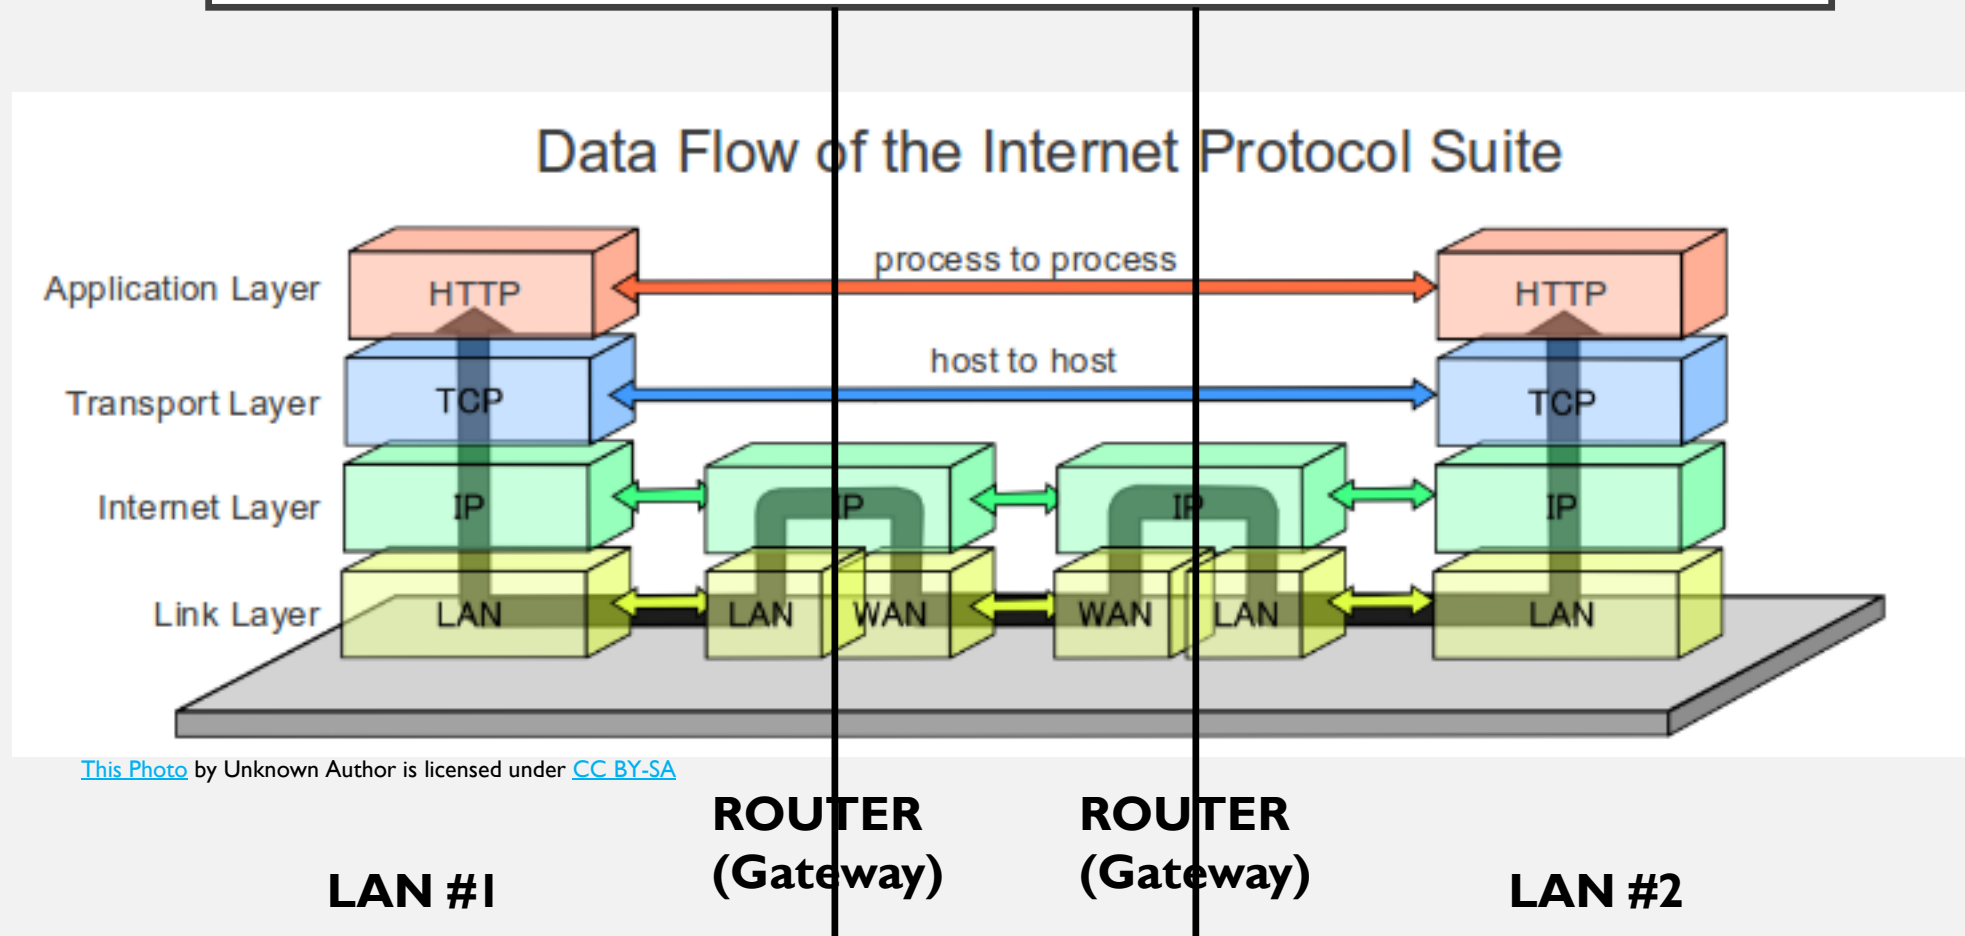 Data Flow of the Internet Protocol Suite
process to process
Application Layer
HTTP
HTTP
host to host
Transport Layer
TCP
TCP
Internet Layer
IP
IP
IP
IP
Link Layer
LAN
LAN
WAN
WAN
LAN
LAN
This Photo by Unknown Author is licensed under CC BY-SA
ROUTER
(Gateway)
ROUTER
(Gateway)
LAN #1
LAN #2